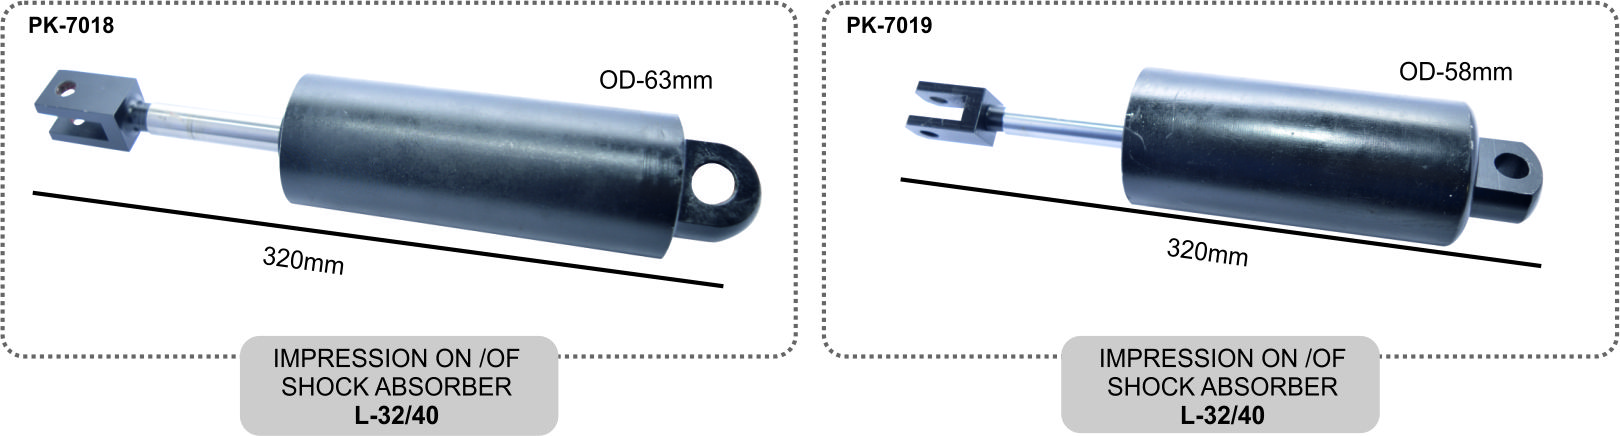 PK-7018
OD-63mm
320mm
IMPRESSION ON /OF
SHOCK ABSORBER
L-32/40
PK-7019
OD-58mm
320mm
IMPRESSION ON /OF
SHOCK ABSORBER
L-32/40